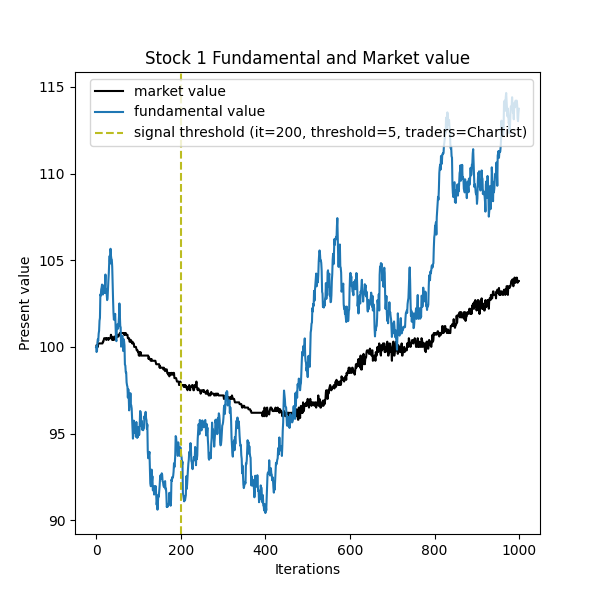 Stock 1 Fundamental and Market value
market value
fundamental value
signal threshold (it=200, threshold=5, traders=Chartist)
115
110
105
100
95
90
Present value
0 200 400 600 800 1000
Iterations